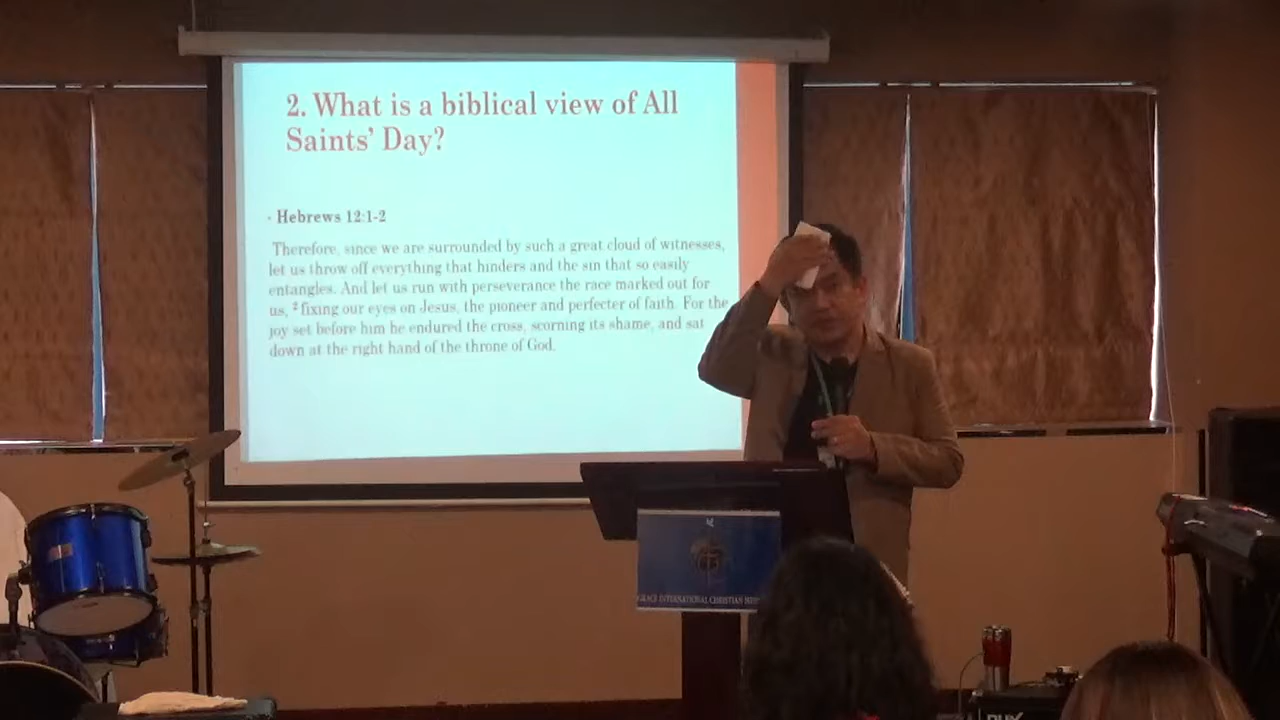 2. What is a biblical view of All
Saints' Day?
· Hebrews 12:1-2
Therefore, since we are surrounded by such a great cloud of witnesses,
let us throw off everything that hinders and the sin that so easily
entangles. And let us run with perseverance the race marked out for
us, ² fixing our eyes on Jesus, the pioneer and perfecter of faith. For the
joy set before him he endured the cross, scorning its shame, and sat
down at the right hand of the throne of God.
GRACE INTERNATIONAL CHRISTIAN